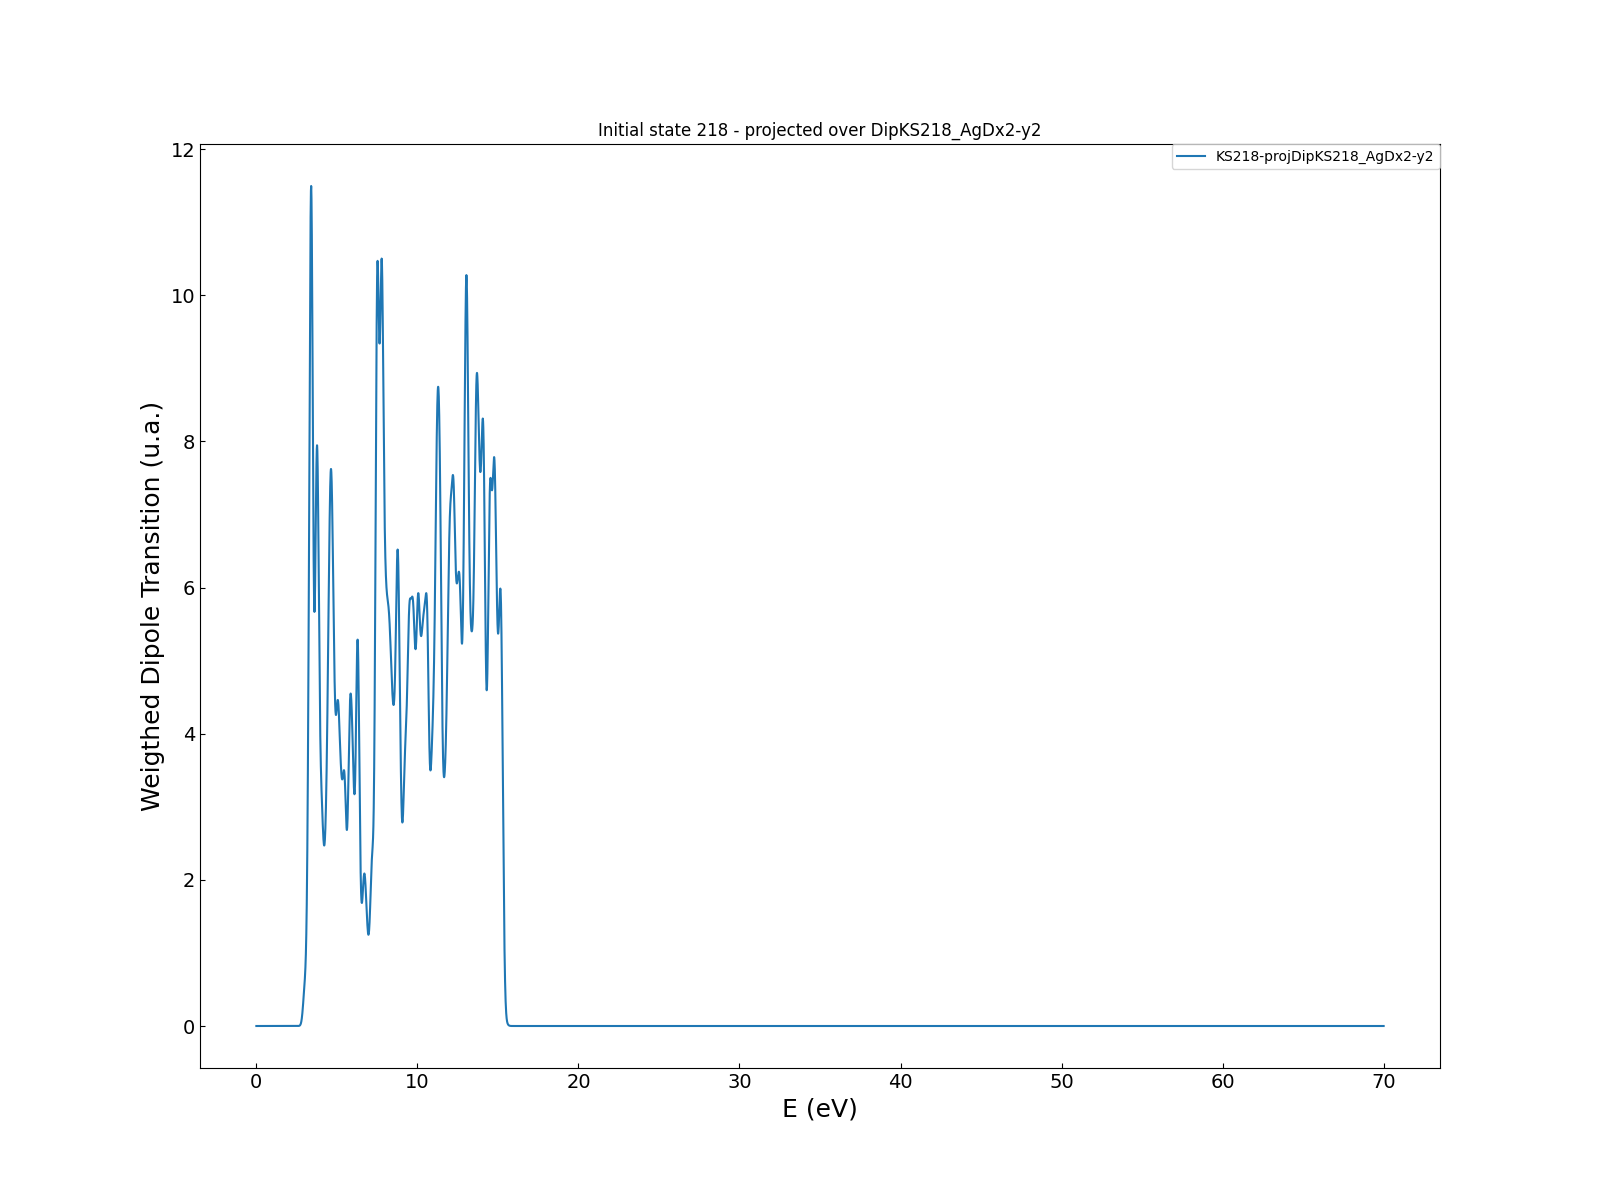 Initial state 218 - projected over DipKS218_AgDx2-y2
KS218-projDipKS218_AgDx2-y2
Weigthed Dipole Transition (u.a.)
12
10
8
6
4
2
0
0 10 20 30 40 50 60 70
E (eV)